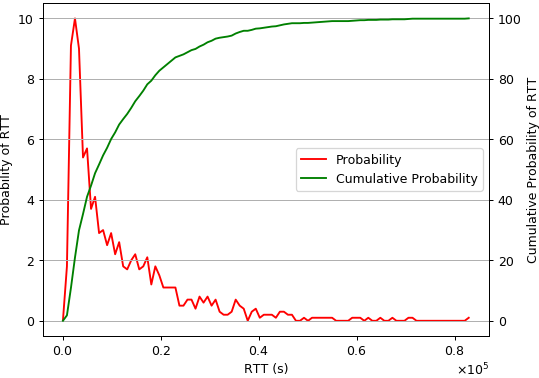 10
8
6
4
2
0
Probability of RTT
100
80
60
40
20
0
Cumulative Probability of RTT
Probability
Cumulative Probability
0.0 0.2 0.4 0.6 0.8
×10⁵
RTT (s)